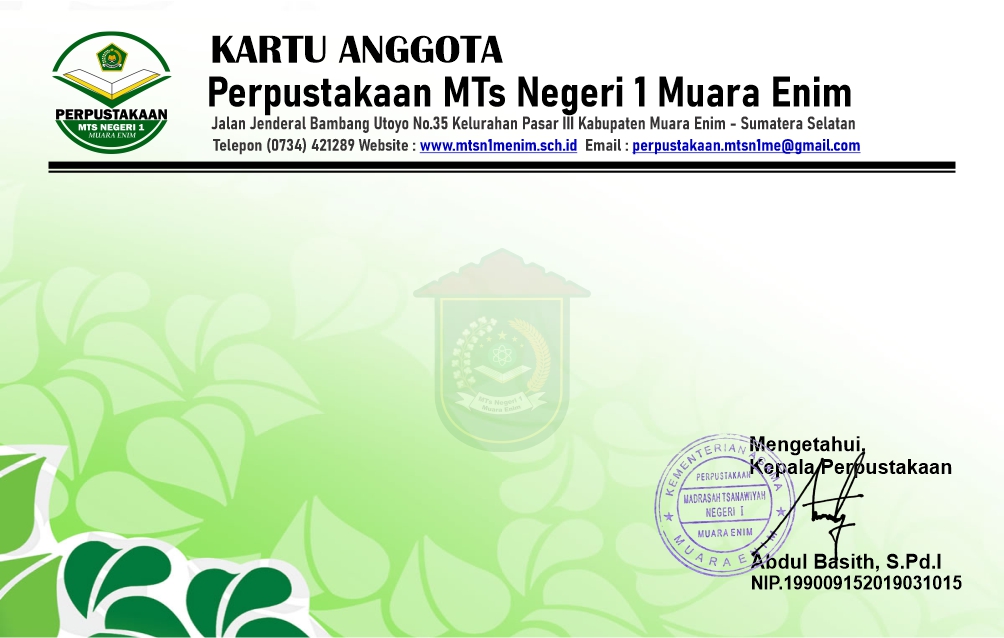 KARTU ANGGOTA
Perpustakaan MTs Negeri 1 Muara Enim
Jalan Jenderal Bambang Utoyo No.35 Kelurahan Pasar III Kabupaten Muara Enim - Sumatera Selatan
Telepon (0734) 421289 Website : www.mtsn1menim.sch.id Email : perpustakaan.mtsn1me@gmail.com
PERPUSTAKAAN
MTS NEGERI 1
MUARA ENIM
MTs Negeri 1
Muara Enim
Mengetahui,
Kepala Perpustakaan
KEMENTERIAN AGAMA
PERPUSTAKAAN
MADRASAH TSANAWIYAH
NEGERI I
MUARA ENIM
MUARA ENIM
Abdul Basith, S.Pd.I
NIP.199009152019031015